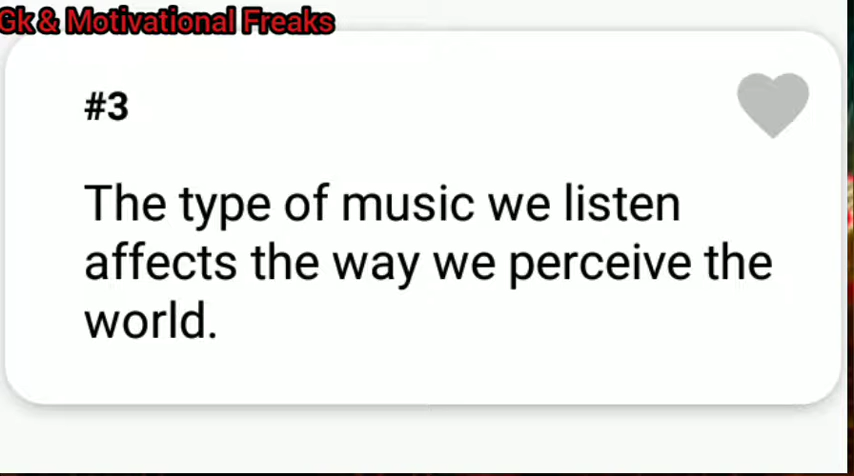 Gk & Motivational Freaks
#3
The type of music we listen
affects the way we perceive the
world.